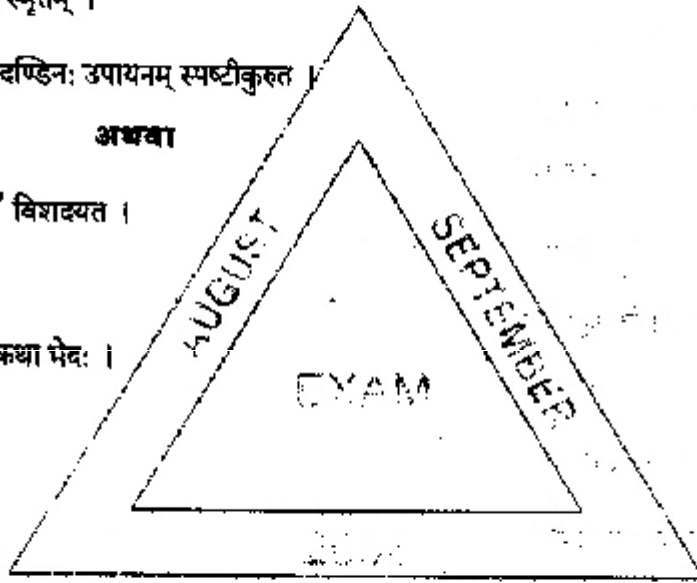 स्मृतम् ।
दण्डिनः उपायनम् स्पष्टीकुरुत ।
अथवा
विशदयत ।
AUGUST
SEPTEMBER
कथा भेदः ।
EXAM